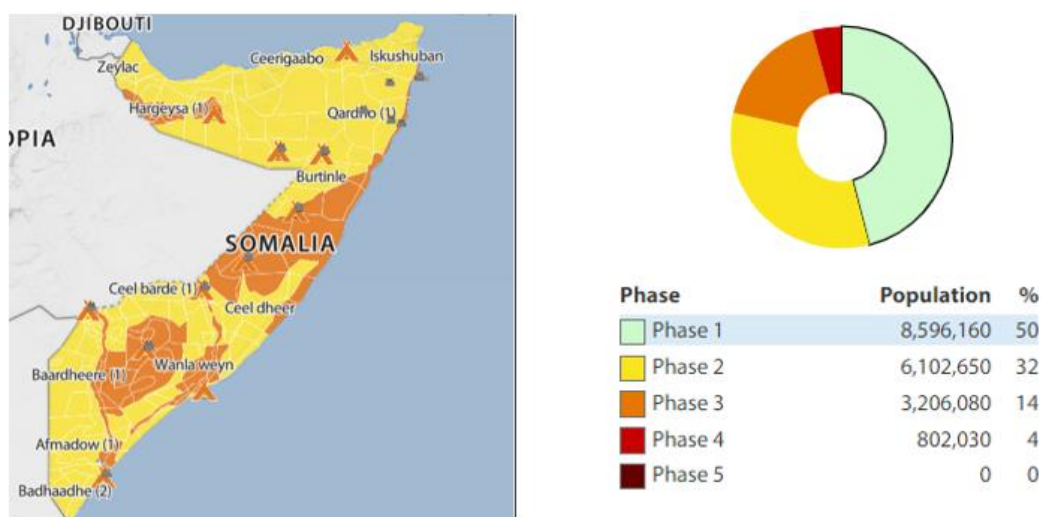 DJIBOUTI
Zeylac
Ceerigaabo
Iskushuban
Hargeysa (1)
Qardho (1)
OPIA
Burtinle
SOMALIA
Ceel barde (1)
Ceel dheer
Wanla weyn
Baardheere (1)
Afmadow (1)
Badhaadhe (2)
Phase Population %
Phase 1 8,596,160 50
Phase 2 6,102,650 32
Phase 3 3,206,080 14
Phase 4 802,030 4
Phase 5 0 0